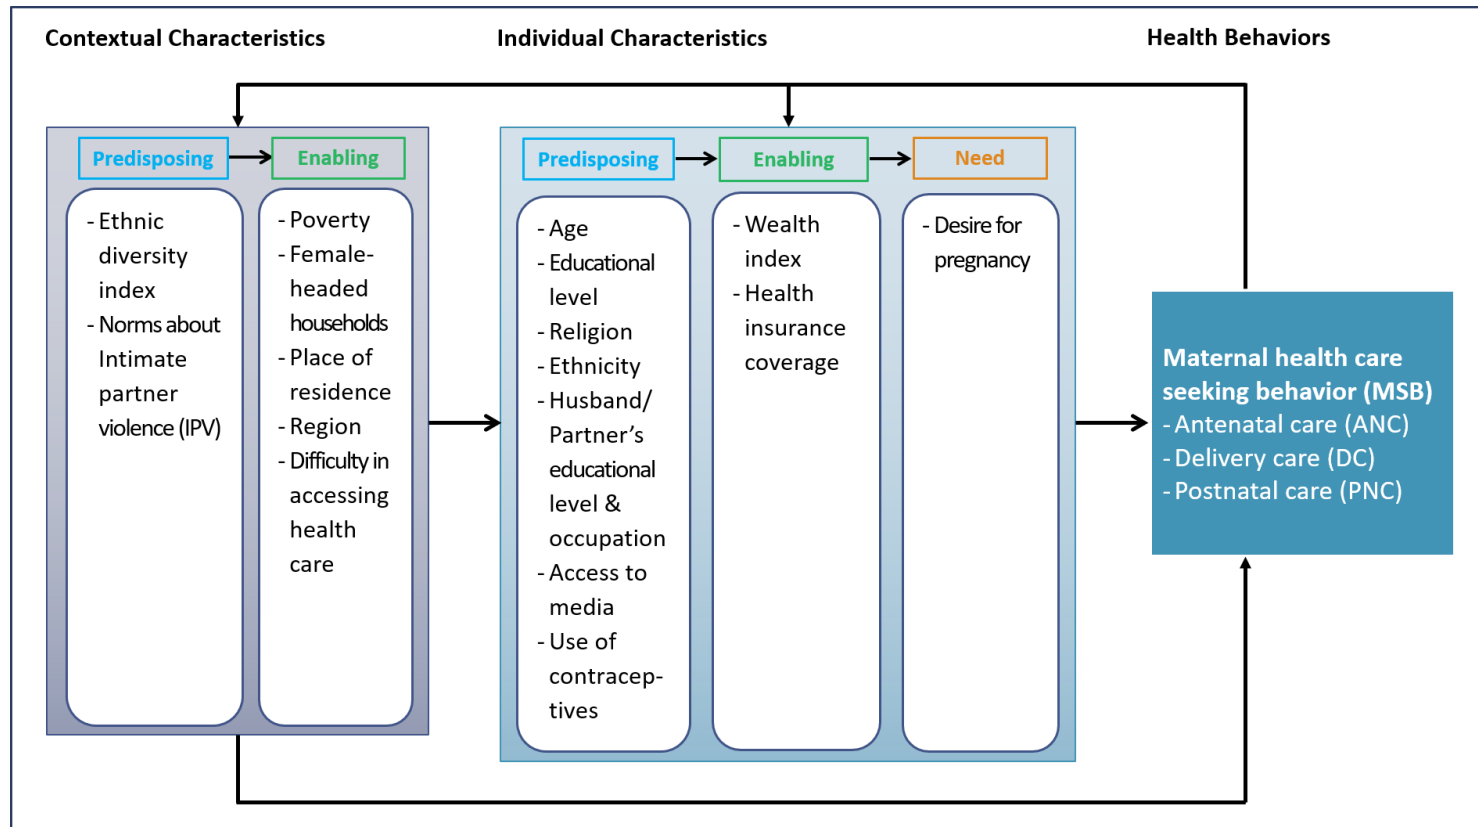 Contextual Characteristics
Individual Characteristics
Health Behaviors
Predisposing
Enabling
- Ethnic
diversity
index
- Norms about
Intimate
partner
violence (IPV)
- Poverty
- Female-
headed
households
- Place of
residence
- Region
- Difficulty in
accessing
health
care
Predisposing
Enabling
Need
- Age
- Educational
level
- Religion
- Ethnicity
- Husband/
Partner’s
educational
level &
occupation
- Access to
media
- Use of
contracep-
tives
- Wealth
index
- Health
insurance
coverage
- Desire for
pregnancy
Maternal health care
seeking behavior (MSB)
- Antenatal care (ANC)
- Delivery care (DC)
- Postnatal care (PNC)